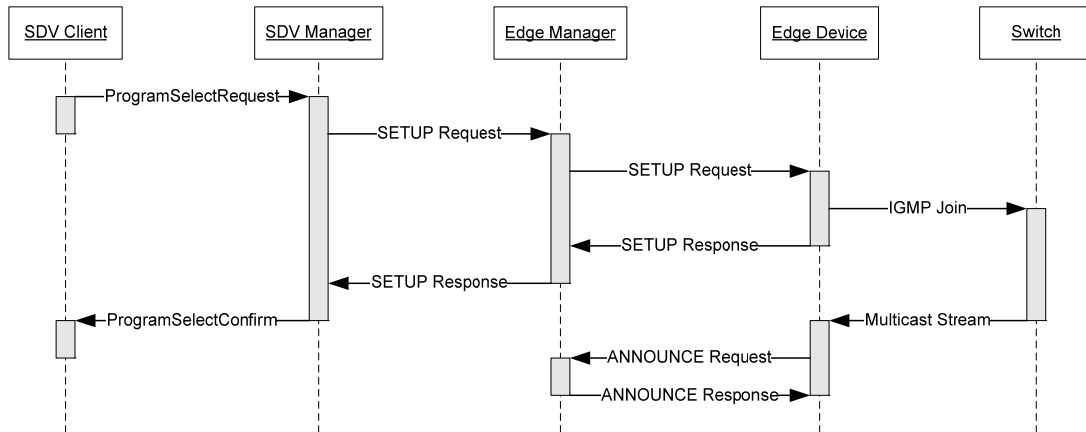 SDV Client
SDV Manager
Edge Manager
Edge Device
Switch
ProgramSelectRequest
SETUP Request
SETUP Request
IGMP Join
SETUP Response
SETUP Response
ProgramSelectConfirm
Multicast Stream
ANNOUNCE Request
ANNOUNCE Response